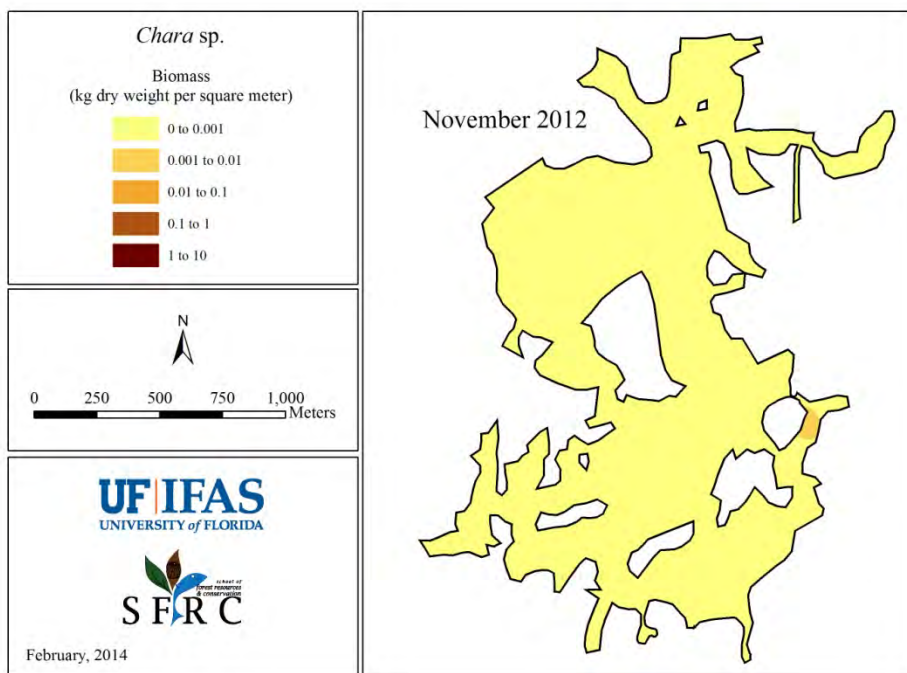 Chara sp.
Biomass
(kg dry weight per square meter)
0 to 0.001
0.001 to 0.01
0.01 to 0.1
0.1 to 1
1 to 10
N
0 250 500 750 1,000
Meters
UF|IFAS
UNIVERSITY of FLORIDA
school of
forest resources
& conservation
SFRC
February, 2014
November 2012